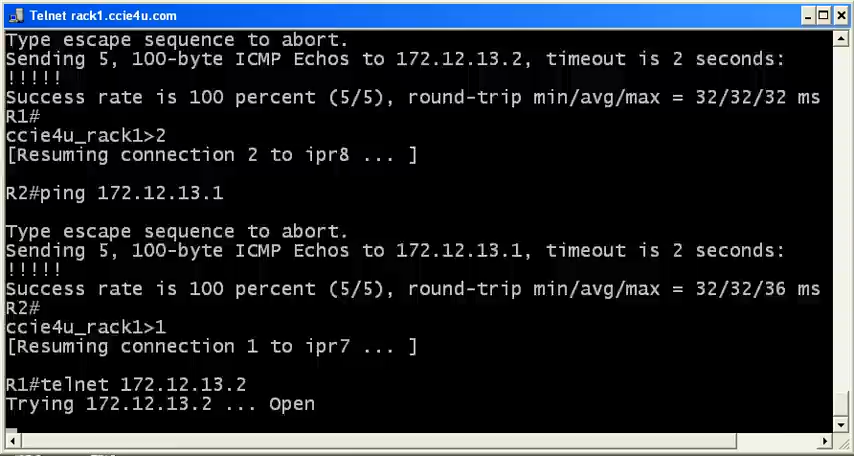 Telnet rack1.ccie4u.com
Type escape sequence to abort.
Sending 5, 100-byte ICMP Echos to 172.12.13.2, timeout is 2 seconds:
!!!!!
Success rate is 100 percent (5/5), round-trip min/avg/max = 32/32/32 ms
R1#
ccie4u_rack1>2
[Resuming connection 2 to ipr8 ... ]
R2#ping 172.12.13.1
Type escape sequence to abort.
Sending 5, 100-byte ICMP Echos to 172.12.13.1, timeout is 2 seconds:
!!!!!
Success rate is 100 percent (5/5), round-trip min/avg/max = 32/32/36 ms
R2#
ccie4u_rack1>1
[Resuming connection 1 to ipr7 ... ]
R1#telnet 172.12.13.2
Trying 172.12.13.2 ... Open